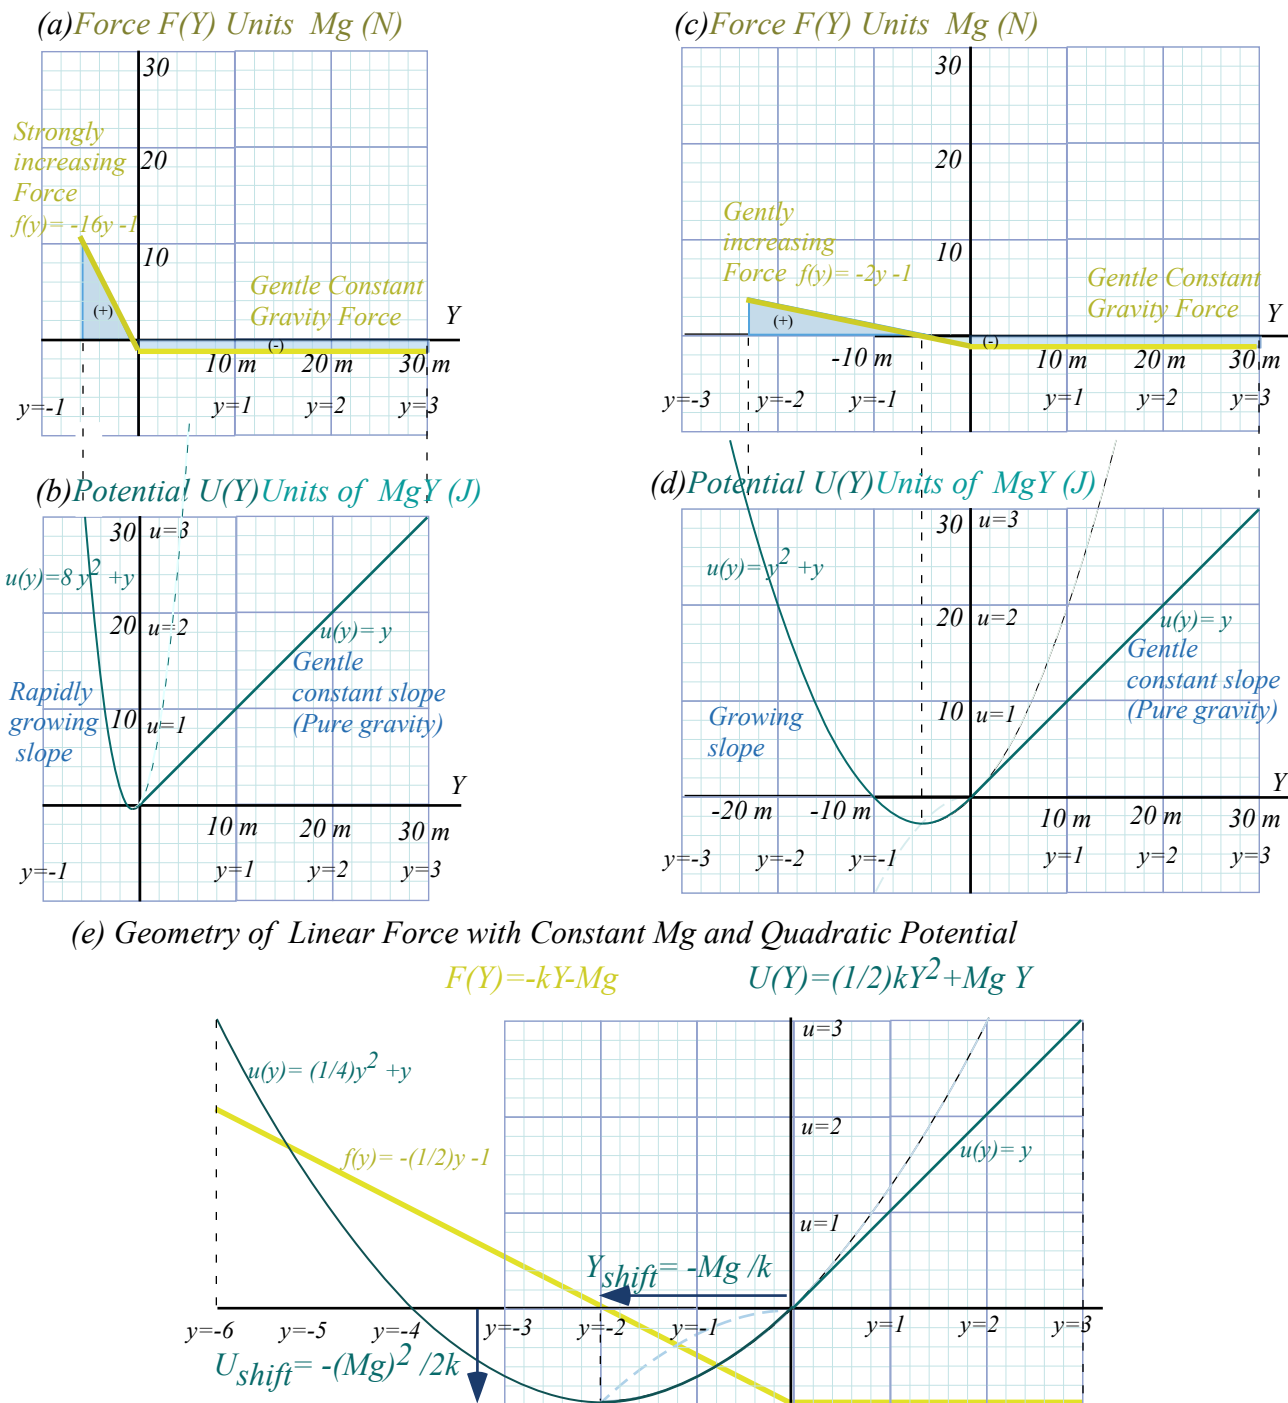 (a)Force F(Y) Units Mg (N)
30
Strongly
increasing
Force
f(y)= -16y -1
20
10
(+)
Gentle Constant
Gravity Force
(-)
Y
10 m 20 m 30 m
y=-1 y=1 y=2 y=3
(c)Force F(Y) Units Mg (N)
30
20
10
Gently
increasing
Force f(y)= -2y -1
(+)
Gentle Constant
Gravity Force
(-)
Y
-10 m 10 m 20 m 30 m
y=-3 y=-2 y=-1 y=1 y=2 y=3
(b)Potential U(Y)Units of MgY (J)
30 u=3
u(y)=8 y2 +y
20 u=2
u(y)= y
Gentle
constant slope
(Pure gravity)
Rapidly
growing
slope
10 u=1
Y
10 m 20 m 30 m
y=-1 y=1 y=2 y=3
(d)Potential U(Y)Units of MgY (J)
30 u=3
u(y)= y2 +y
20 u=2
u(y)= y
Gentle
constant slope
(Pure gravity)
Growing
slope
10 u=1
Y
-20 m -10 m 10 m 20 m 30 m
y=-3 y=-2 y=-1 y=1 y=2 y=3
(e) Geometry of Linear Force with Constant Mg and Quadratic Potential
F(Y)=-kY-Mg U(Y)=(1/2)kY2+Mg Y
u=3
u(y)= (1/4)y2 +y
u=2
f(y)= -(1/2)y -1
u(y)= y
u=1
Yshift= -Mg /k
y=-6 y=-5 y=-4 y=-3 y=-2 y=-1 y=1 y=2 y=3
Ushift= -(Mg)2 /2k